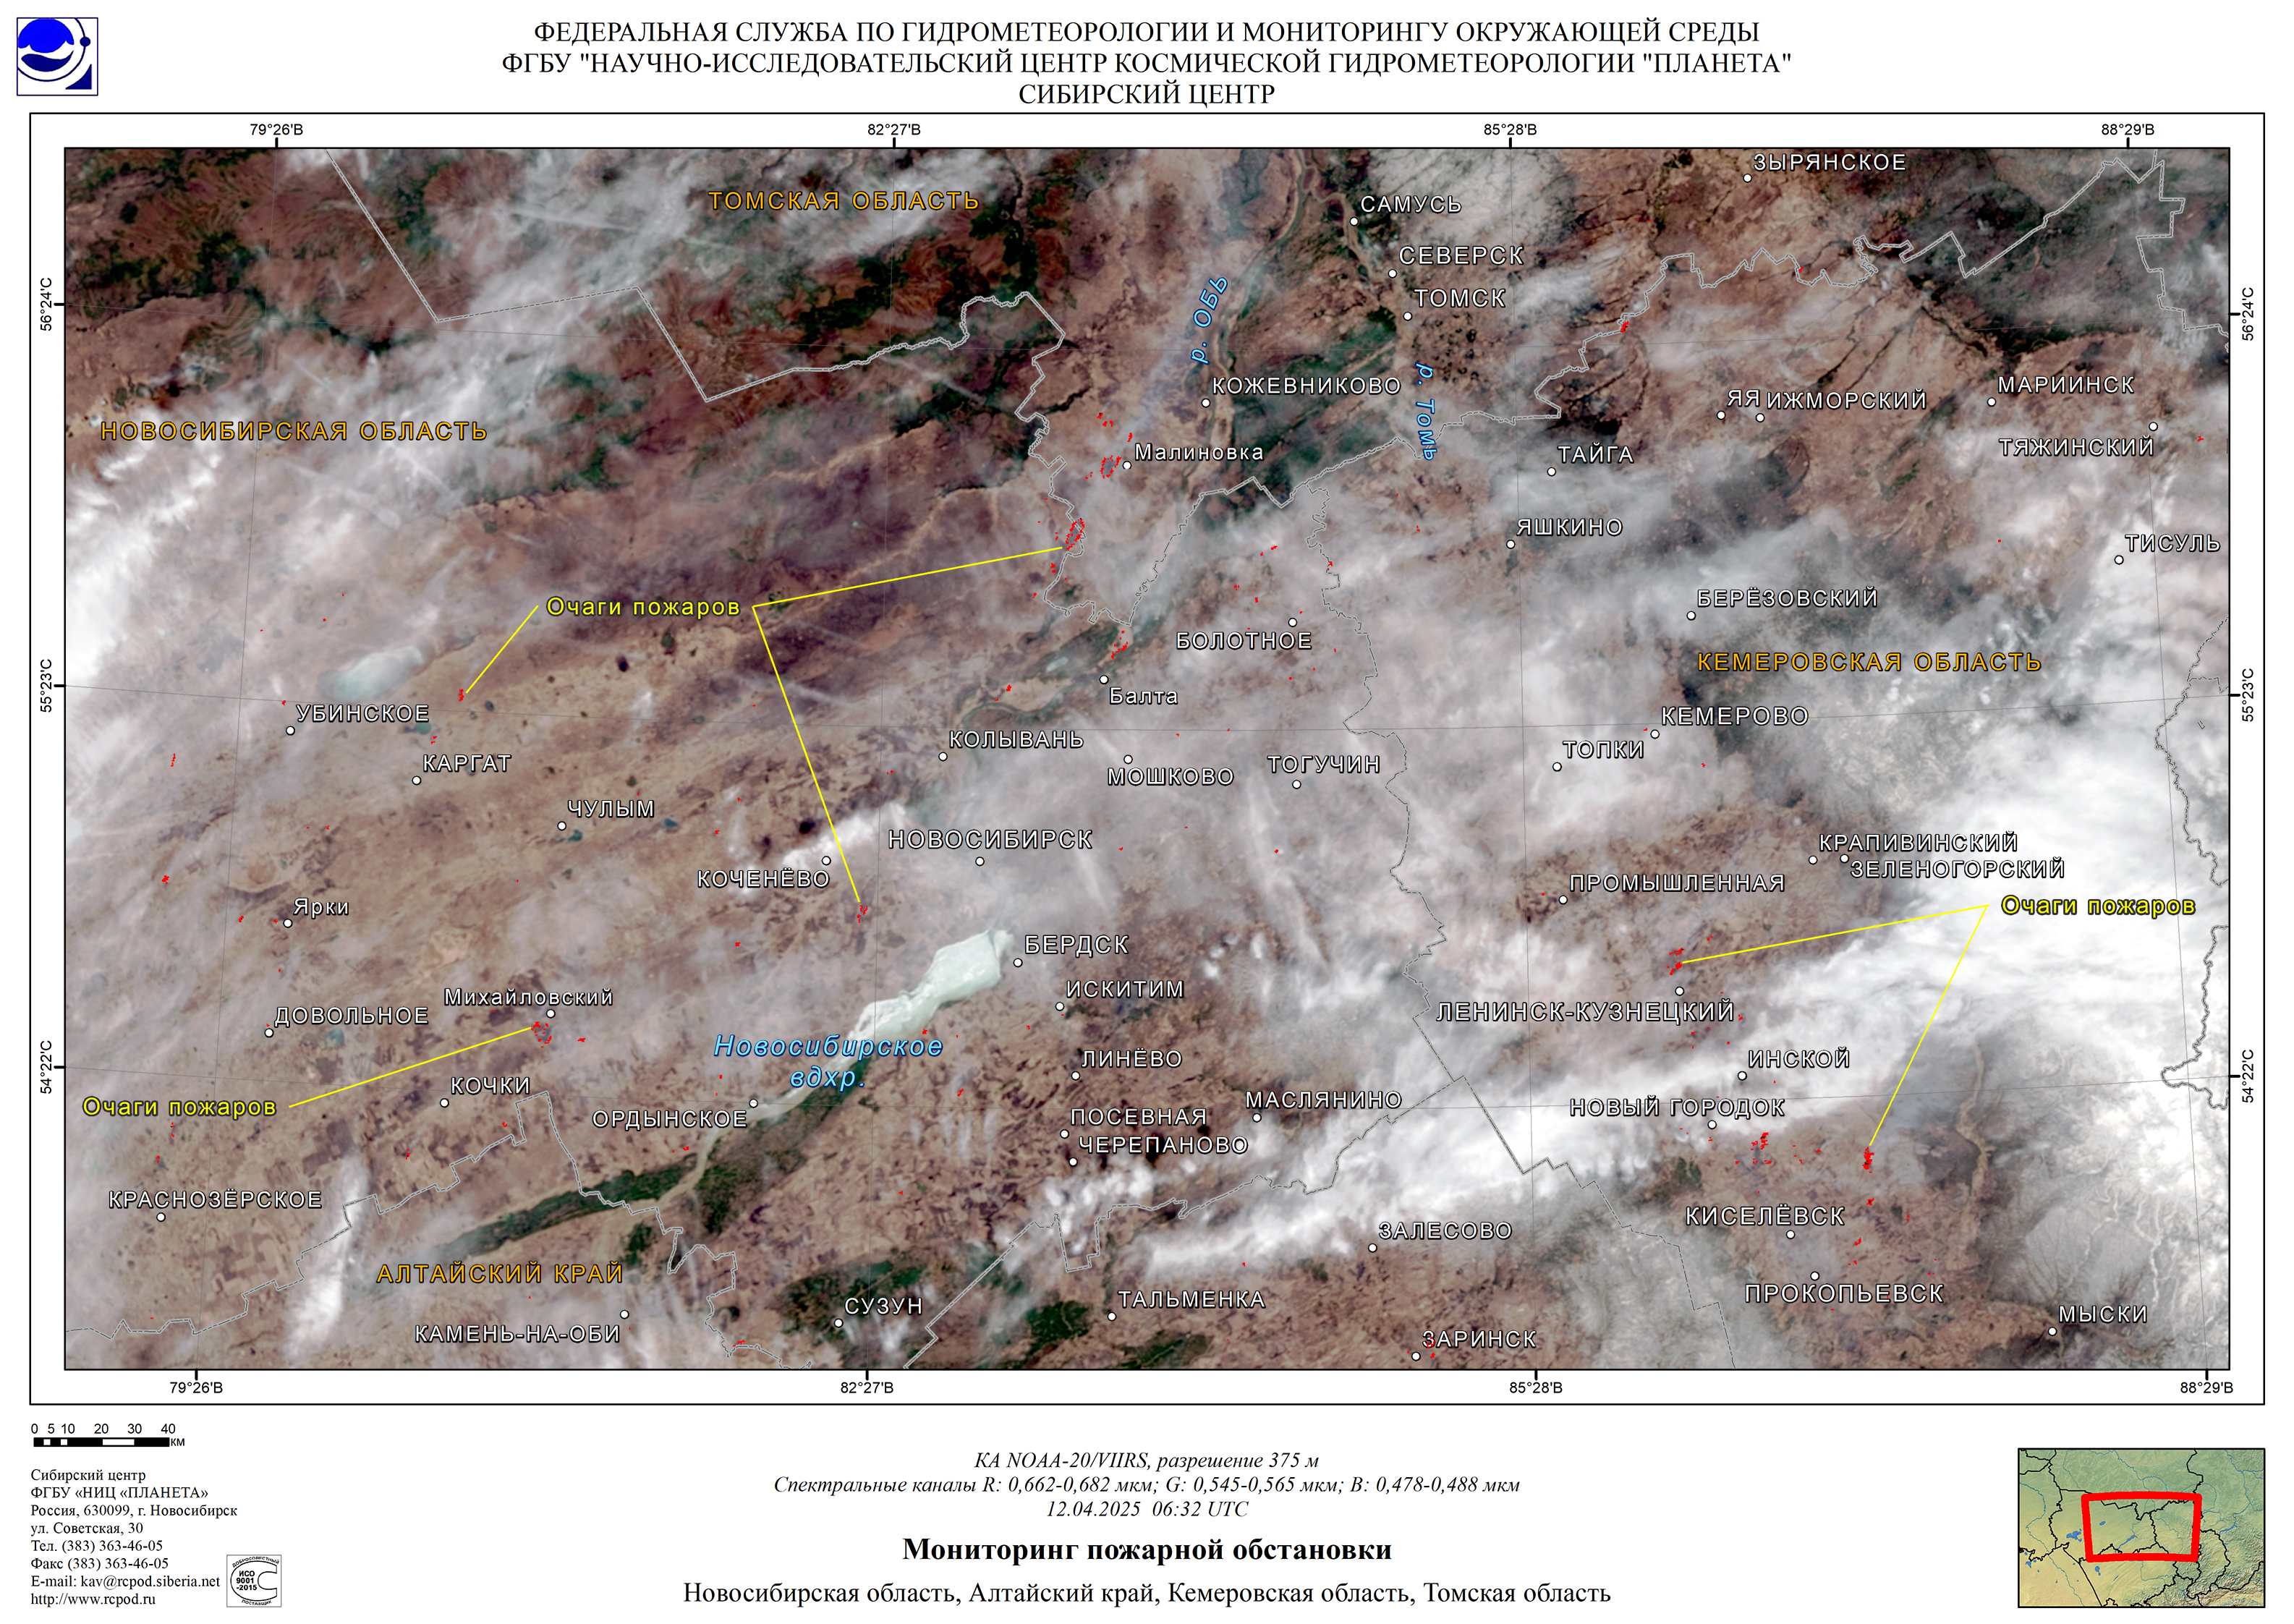 ФЕДЕРАЛЬНАЯ СЛУЖБА ПО ГИДРОМЕТЕОРОЛОГИИ И МОНИТОРИНГУ ОКРУЖАЮЩЕЙ СРЕДЫ
ФГБУ "НАУЧНО-ИССЛЕДОВАТЕЛЬСКИЙ ЦЕНТР КОСМИЧЕСКОЙ ГИДРОМЕТЕОРОЛОГИИ "ПЛАНЕТА"
СИБИРСКИЙ ЦЕНТР
79°26'В 82°27'В 85°28'В 88°29'В
ЗЫРЯНСКОЕ
ТОМСКАЯ ОБЛАСТЬ
САМУСЬ
СЕВЕРСК
56°24'С
ТОМСК
56°24'С
р. ОБЬ
КОЖЕВНИКОВО
р. Томь
ЯЯ
ИЖМОРСКИЙ
МАРИИНСК
НОВОСИБИРСКАЯ ОБЛАСТЬ
Малиновка
ТАЙГА
ТЯЖИНСКИЙ
ЯШКИНО
ТИСУЛЬ
Очаги пожаров
БЕРЁЗОВСКИЙ
БОЛОТНОЕ
КЕМЕРОВСКАЯ ОБЛАСТЬ
55°23'С
Балта
55°23'С
УБИНСКОЕ
КЕМЕРОВО
КОЛЫВАНЬ
ТОПКИ
КАРГАТ
МОШКОВО
ТОГУЧИН
ЧУЛЫМ
НОВОСИБИРСК
КРАПИВИНСКИЙ
ЗЕЛЕНОГОРСКИЙ
КОЧЕНЁВО
ПРОМЫШЛЕННАЯ
Ярки
Очаги пожаров
БЕРДСК
Михайловский
ИСКИТИМ
ДОВОЛЬНОЕ
ЛЕНИНСК-КУЗНЕЦКИЙ
Новосибирское
вдхр.
ЛИНЁВО
ИНСКОЙ
54°22'С
54°22'С
КОЧКИ
Очаги пожаров
МАСЛЯНИНО
НОВЫЙ ГОРОДОК
ОРДЫНСКОЕ
ПОСЕВНАЯ
ЧЕРЕПАНОВО
КРАСНОЗЁРСКОЕ
КИСЕЛЁВСК
ЗАЛЕСОВО
АЛТАЙСКИЙ КРАЙ
ПРОКОПЬЕВСК
ТАЛЬМЕНКА
СУЗУН
МЫСКИ
КАМЕНЬ-НА-ОБИ
ЗАРИНСК
79°26'В 82°27'В 85°28'В 88°29'В
0 5 10 20 30 40
КМ
КА NOAA-20/VIIRS, разрешение 375 м
Спектральные каналы R: 0,662-0,682 мкм; G: 0,545-0,565 мкм; B: 0,478-0,488 мкм
12.04.2025 06:32 UTC
Мониторинг пожарной обстановки
Новосибирская область, Алтайский край, Кемеровская область, Томская область
Сибирский центр
ФГБУ «НИЦ «ПЛАНЕТА»
Россия, 630099, г. Новосибирск
ул. Советская, 30
Тел. (383) 363-46-05
Факс (383) 363-46-05
E-mail: kav@rcpod.siberia.net
http://www.rcpod.ru
ДОБРОСОВЕСТНЫЙ
ИСО
9001
-2015
ПОСТАВЩИК